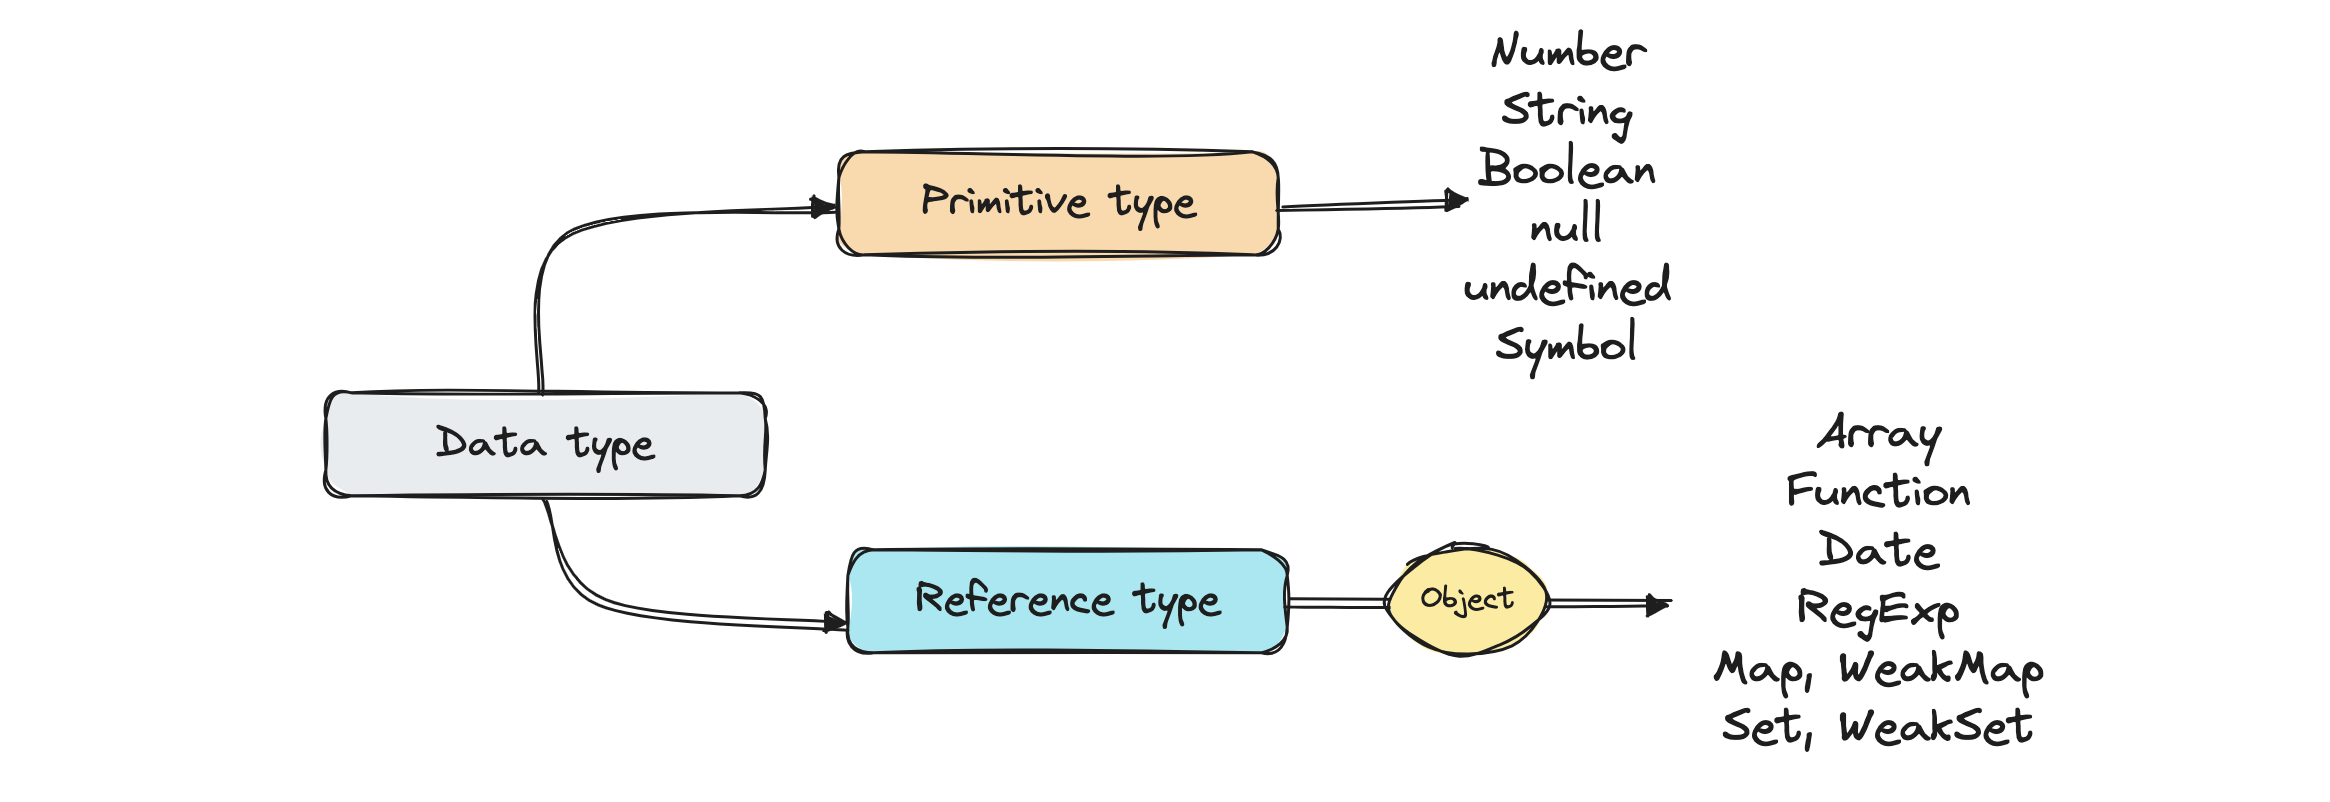 Number
String
Boolean
null
undefined
Symbol
Primitive type
Data type
Reference type
Object
Array
Function
Date
RegExp
Map, WeakMap
Set, WeakSet